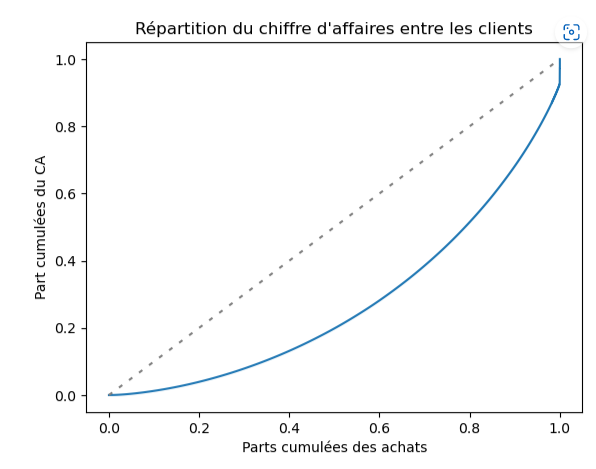 Répartition du chiffre d'affaires entre les clients
1.0
0.8
0.6
0.4
0.2
0.0
Part cumulées du CA
0.0 0.2 0.4 0.6 0.8 1.0
Parts cumulées des achats